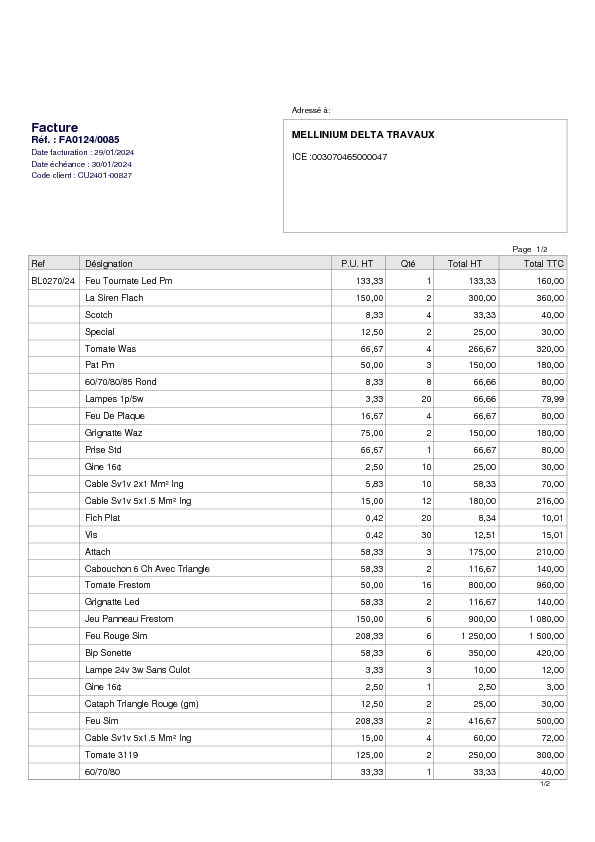 Adressé à:
Facture
Réf. : FA0124/0085
Date facturation : 29/01/2024
Date échéance : 30/01/2024
Code client : CU2401-00827
MELLINIUM DELTA TRAVAUX
ICE :003070465000047
Page 1/2
Ref Désignation P.U. HT Qté Total HT Total TTC
BL0270/24 Feu Tournate Led Pm 133,33 1 133,33 160,00
La Siren Flach 150,00 2 300,00 360,00
Scotch 8,33 4 33,33 40,00
Special 12,50 2 25,00 30,00
Tomate Was 66,67 4 266,67 320,00
Pat Pm 50,00 3 150,00 180,00
60/70/80/85 Rond 8,33 8 66,66 80,00
Lampes 1p/5w 3,33 20 66,66 79,99
Feu De Plaque 16,67 4 66,67 80,00
Grignatte Waz 75,00 2 150,00 180,00
Prise Std 66,67 1 66,67 80,00
Gine 16¢ 2,50 10 25,00 30,00
Cable Sv1v 2x1 Mm² Ing 5,83 10 58,33 70,00
Cable Sv1v 5x1.5 Mm² Ing 15,00 12 180,00 216,00
Fich Plat 0,42 20 8,34 10,01
Vis 0,42 30 12,51 15,01
Attach 58,33 3 175,00 210,00
Cabouchon 6 Ch Avec Triangle 58,33 2 116,67 140,00
Tomate Frestom 50,00 16 800,00 960,00
Grignatte Led 58,33 2 116,67 140,00
Jeu Panneau Frestom 150,00 6 900,00 1 080,00
Feu Rouge Sim 208,33 6 1 250,00 1 500,00
Bip Sonette 58,33 6 350,00 420,00
Lampe 24v 3w Sans Culot 3,33 3 10,00 12,00
Gine 16¢ 2,50 1 2,50 3,00
Cataph Triangle Rouge (gm) 12,50 2 25,00 30,00
Feu Sim 208,33 2 416,67 500,00
Cable Sv1v 5x1.5 Mm² Ing 15,00 4 60,00 72,00
Tomate 3119 125,00 2 250,00 300,00
60/70/80 33,33 1 33,33 40,00
1/2